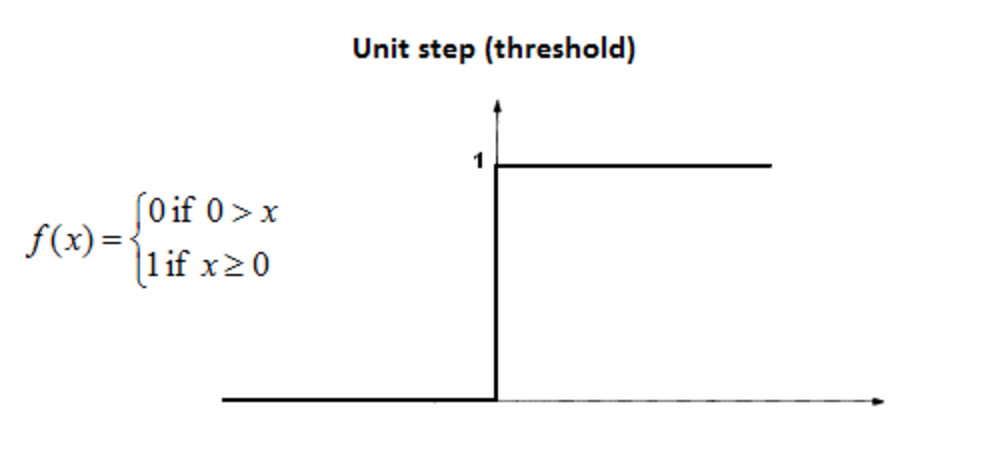 Unit step (threshold)
1
f(x) = {0 if 0 > x
1 if x ≥ 0